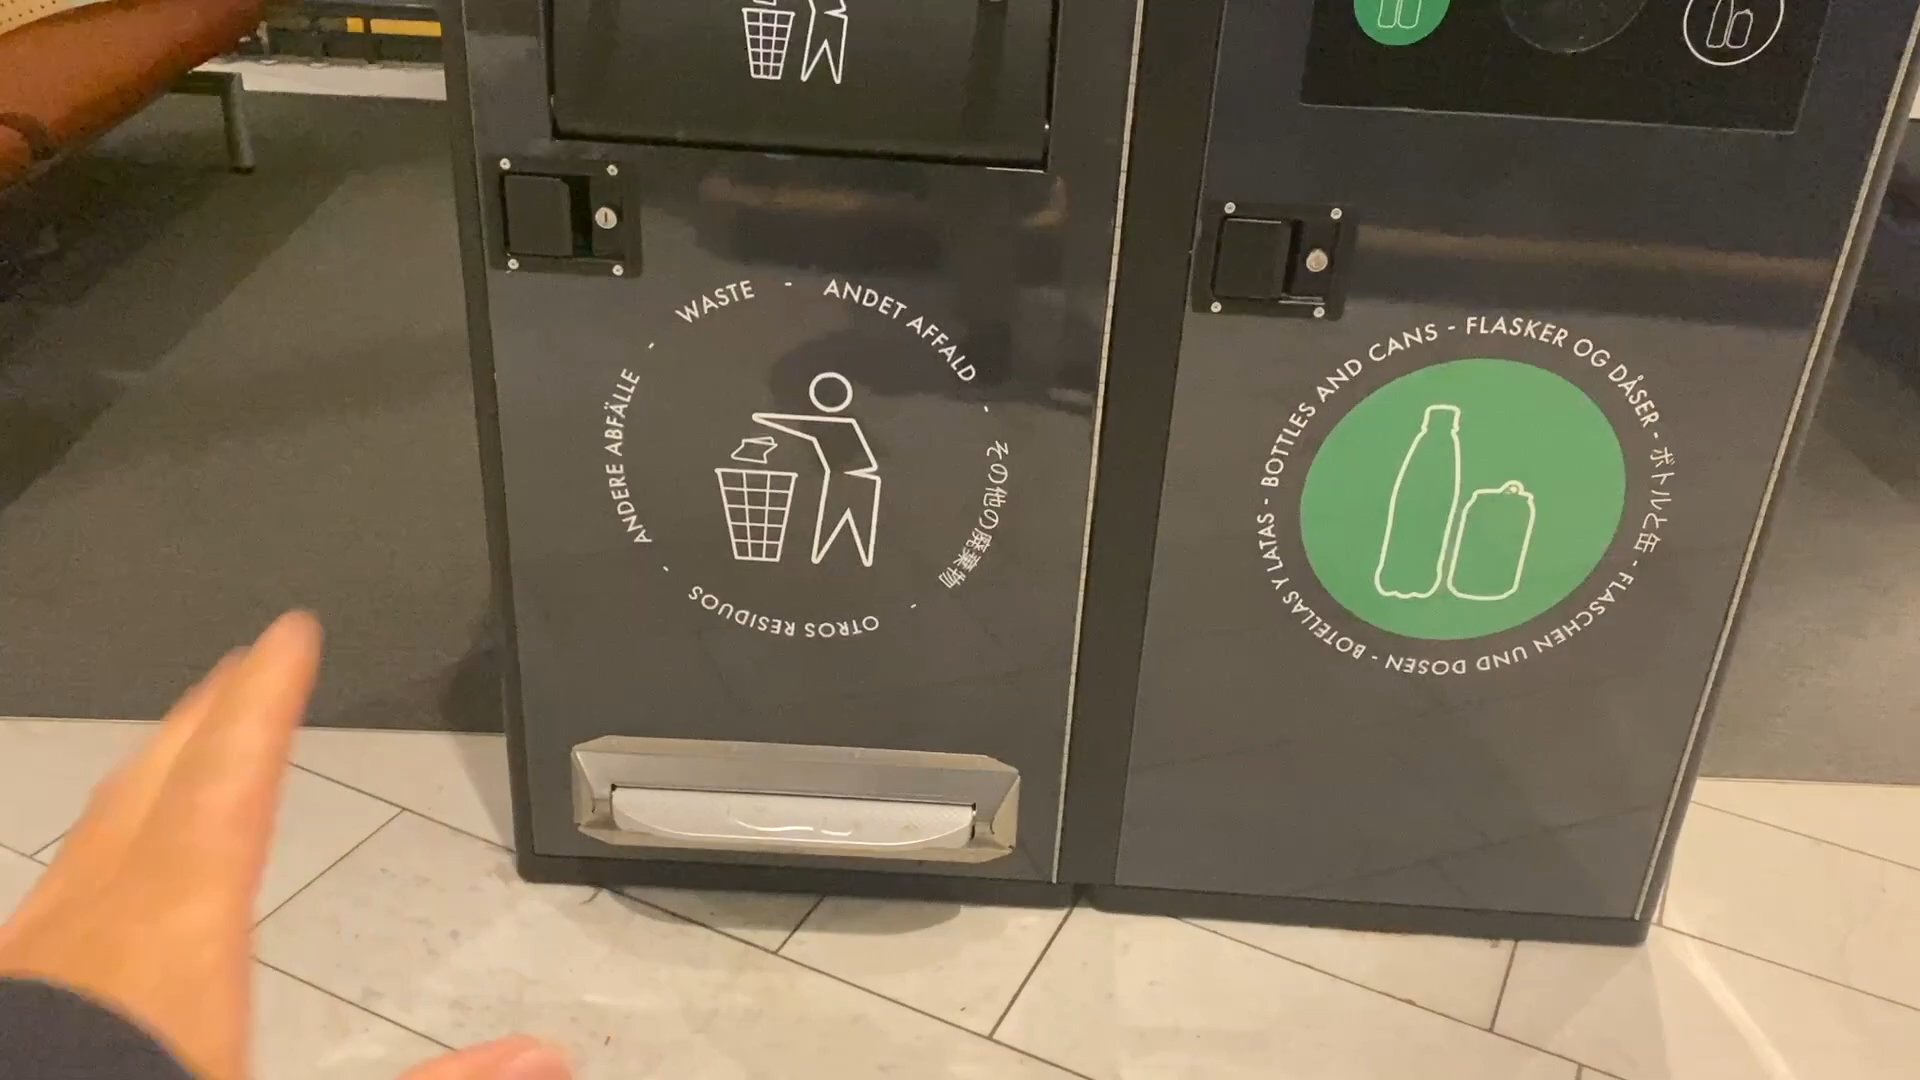 WASTE - ANDET AFFALD - その他の廃棄物 - OTROS RESIDUOS - ANDERE ABFÄLLE -
BOTTLES AND CANS - FLASKER OG DÅSER - ボトルと缶 - FLASCHEN UND DOSEN - BOTELLAS Y LATAS -